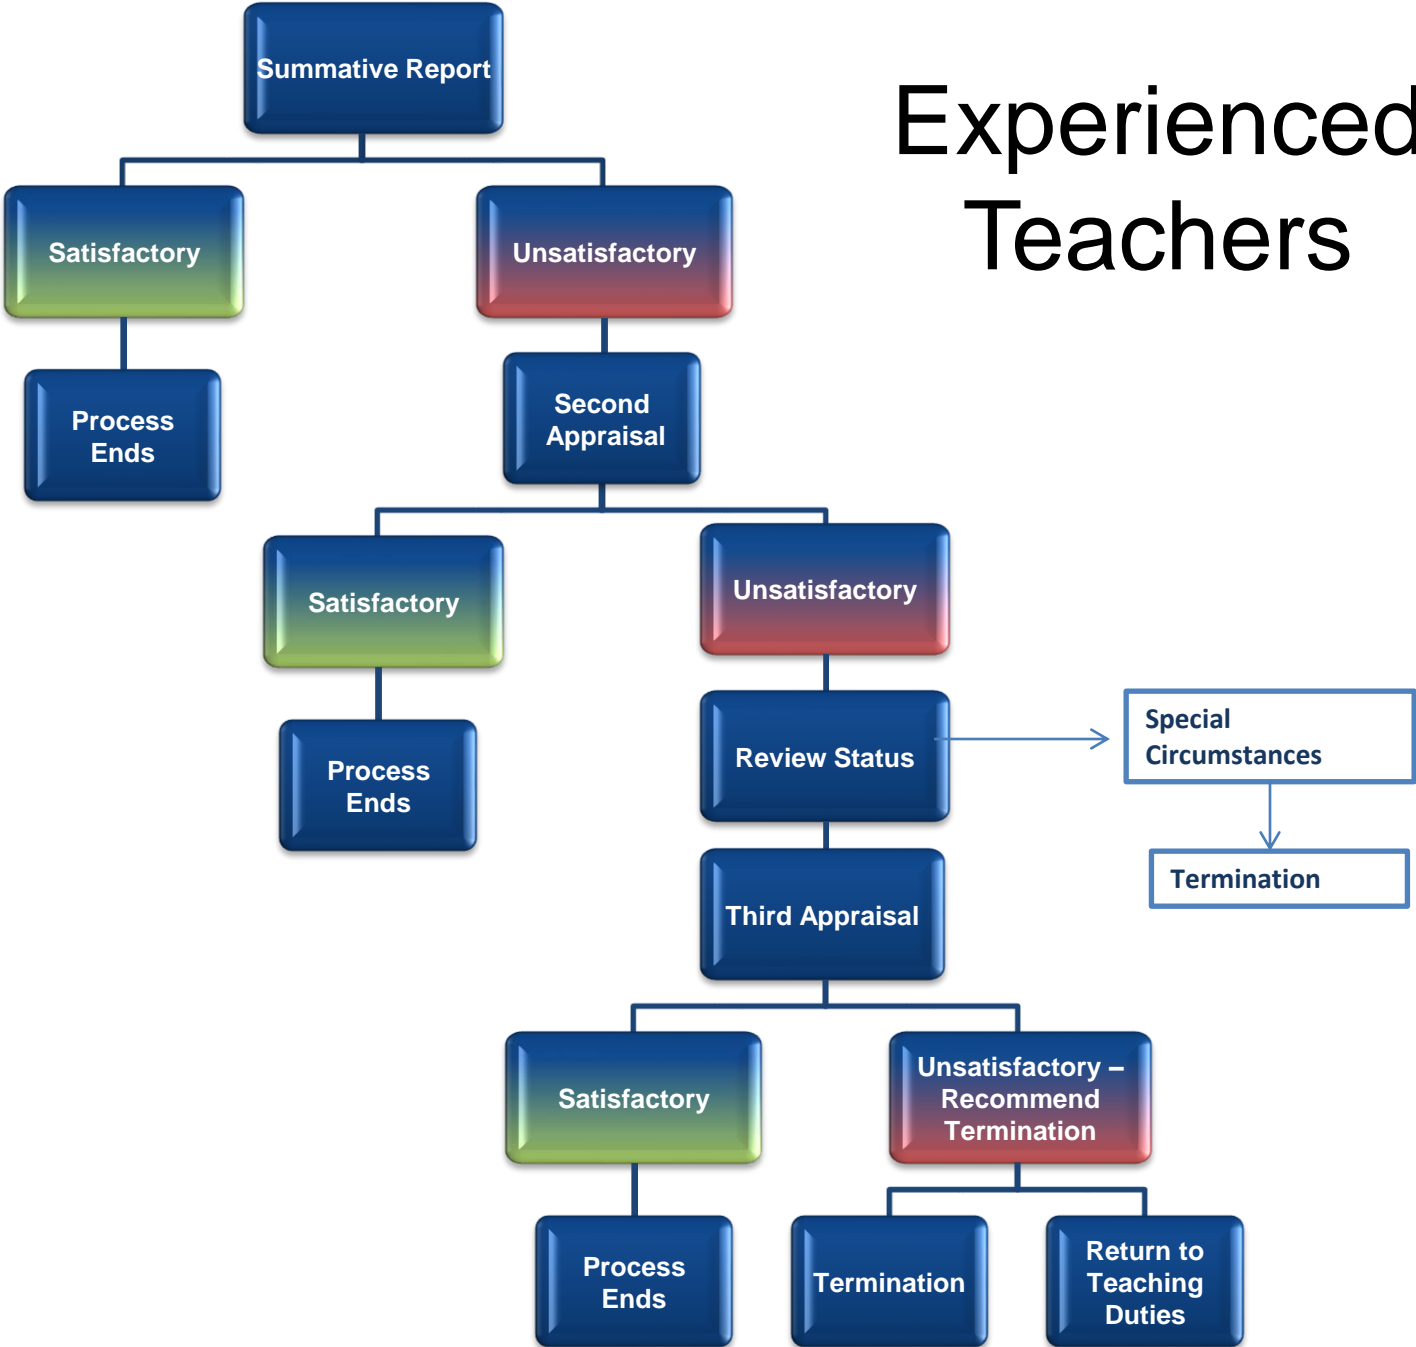 Summative Report
Experienced
Teachers
Satisfactory
Unsatisfactory
Process
Ends
Second
Appraisal
Satisfactory
Unsatisfactory
Process
Ends
Review Status
Special
Circumstances
Termination
Third Appraisal
Satisfactory
Unsatisfactory –
Recommend
Termination
Process
Ends
Termination
Return to
Teaching
Duties